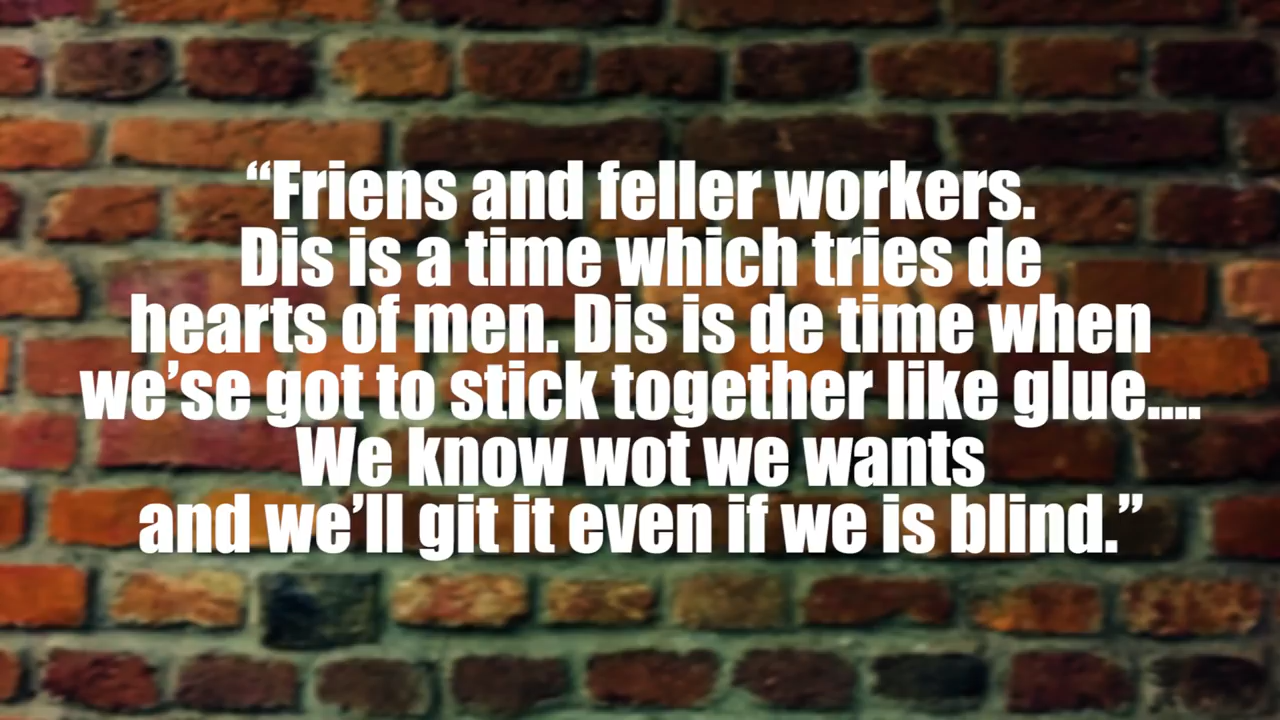 “Friens and feller workers.
Dis is a time which tries de
hearts of men. Dis is de time when
we’se got to stick together like glue....
We know wot we wants
and we’ll git it even if we is blind.”